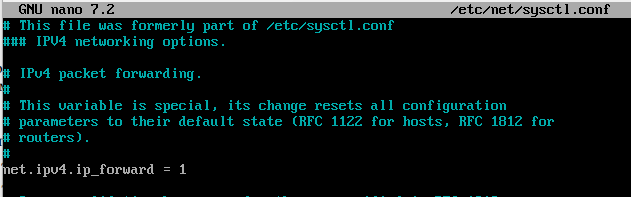 GNU nano 7.2 /etc/net/sysctl.conf
# This file was formerly part of /etc/sysctl.conf
### IPV4 networking options.
# IPv4 packet forwarding.
#
# This variable is special, its change resets all configuration
# parameters to their default state (RFC 1122 for hosts, RFC 1812 for
# routers).
#
net.ipv4.ip_forward = 1